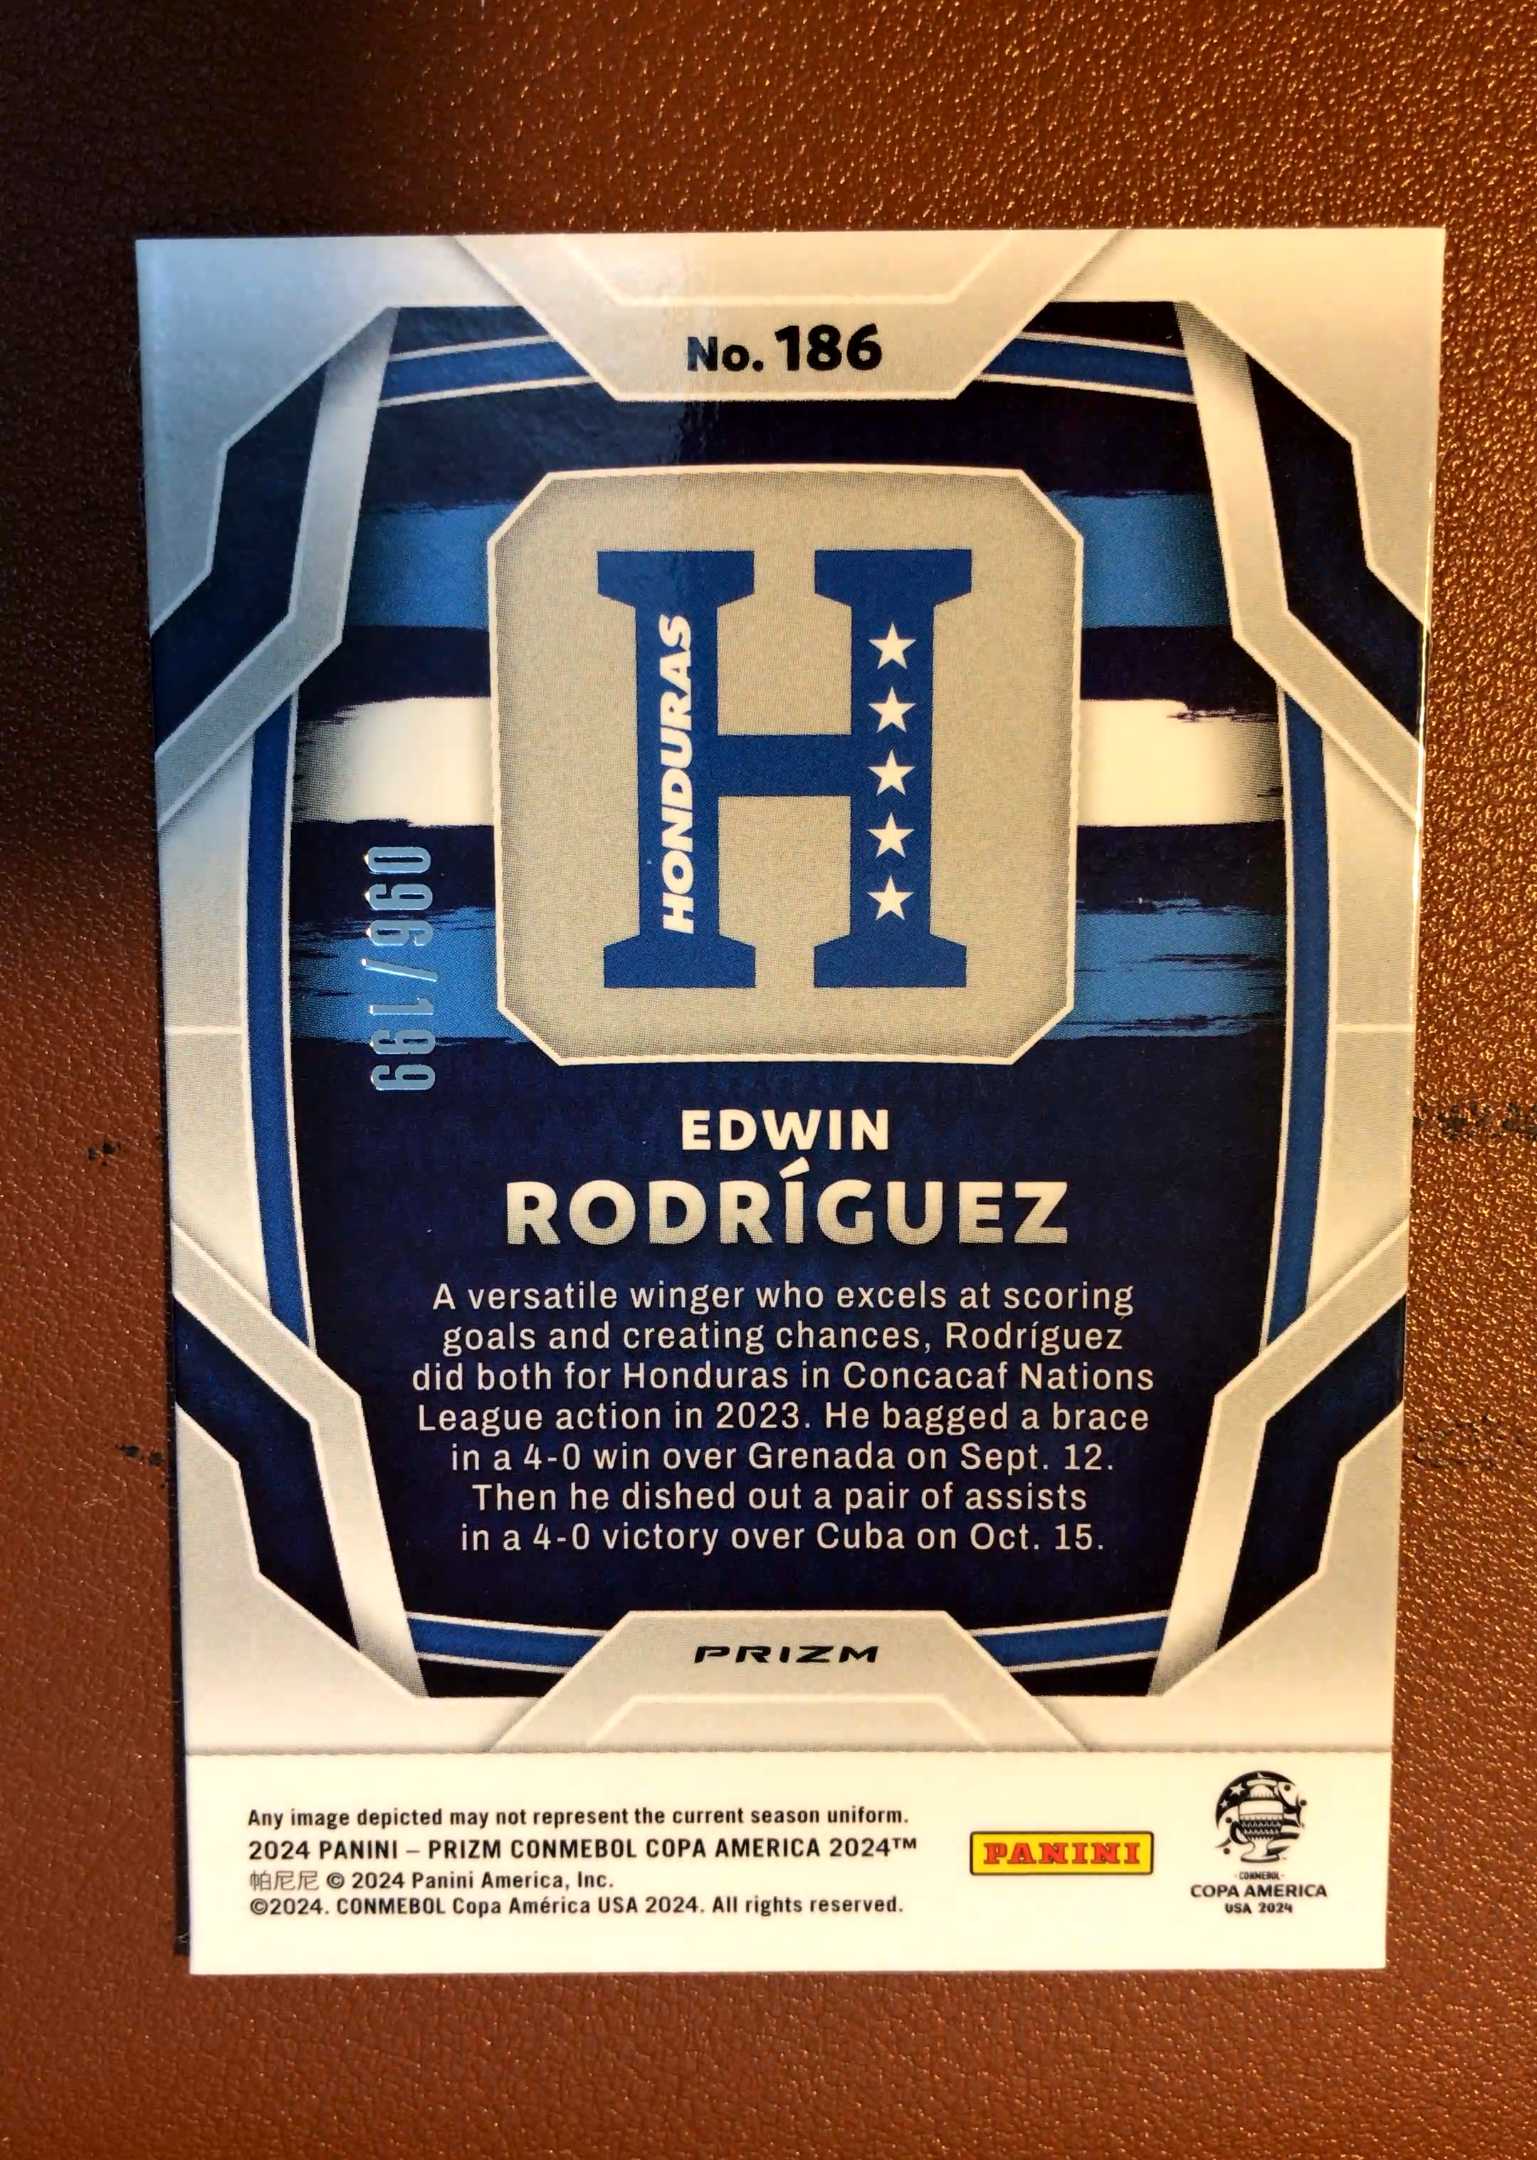 No. 186
HONDURAS
096/199
EDWIN
RODRÍGUEZ
A versatile winger who excels at scoring
goals and creating chances, Rodríguez
did both for Honduras in Concacaf Nations
League action in 2023. He bagged a brace
in a 4-0 win over Grenada on Sept. 12.
Then he dished out a pair of assists
in a 4-0 victory over Cuba on Oct. 15.
PRIZM
Any image depicted may not represent the current season uniform.
2024 PANINI – PRIZM CONMEBOL COPA AMERICA 2024™
帕尼尼 © 2024 Panini America, Inc.
©2024. CONMEBOL Copa América USA 2024. All rights reserved.
PANINI
·CONMEBOL·
COPA AMERICA
USA 2024